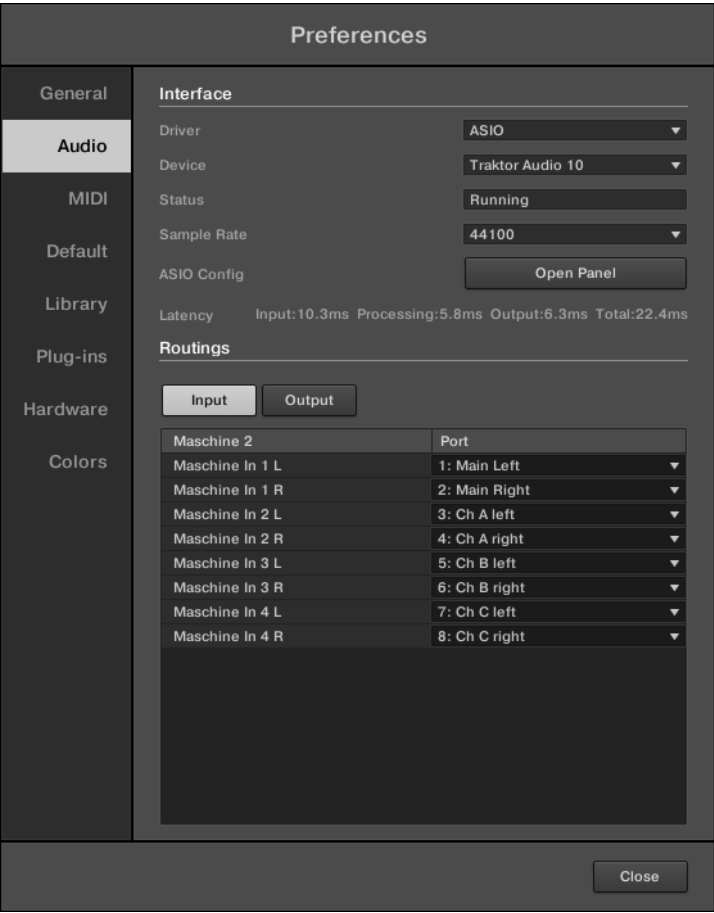 Preferences
General
Audio
MIDI
Default
Library
Plug-ins
Hardware
Colors
Interface
Driver ASIO
Device Traktor Audio 10
Status Running
Sample Rate 44100
ASIO Config Open Panel
Latency Input:10.3ms Processing:5.8ms Output:6.3ms Total:22.4ms
Routings
Input Output
Maschine 2 Port
Maschine In 1 L 1: Main Left
Maschine In 1 R 2: Main Right
Maschine In 2 L 3: Ch A left
Maschine In 2 R 4: Ch A right
Maschine In 3 L 5: Ch B left
Maschine In 3 R 6: Ch B right
Maschine In 4 L 7: Ch C left
Maschine In 4 R 8: Ch C right
Close